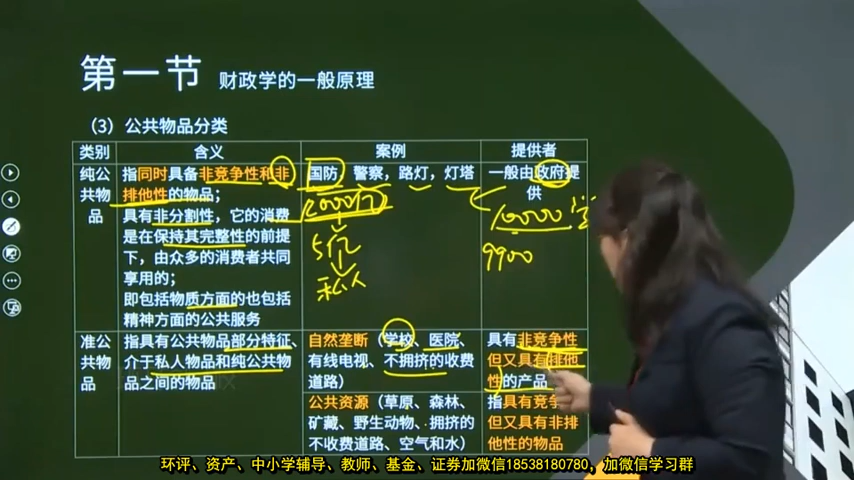 第一节 财政学的一般原理
（3）公共物品分类
类别 含义 案例 提供者
纯公共物品
指同时具备非竞争性和非
排他性的物品；
具有非分割性，它的消费
是在保持其完整性的前提
下，由众多的消费者共同
享用的；
即包括物质方面的也包括
精神方面的公共服务
国防，警察，路灯，灯塔
一般由政府提
供
2000亿
5亿
私人
10000
9900
准公共物品
指具有公共物品部分特征、
介于私人物品和纯公共物
品之间的物品
自然垄断（学校、医院、
有线电视、不拥挤的收费
道路）
具有非竞争性
但又具有排他
性的产品
公共资源（草原、森林、
矿藏、野生动物、拥挤的
不收费道路、空气和水）
指具有竞争
但又具有非排
他性的物品
环评、资产、中小学辅导、教师、基金、证券加微信18538180780，加微信学习群